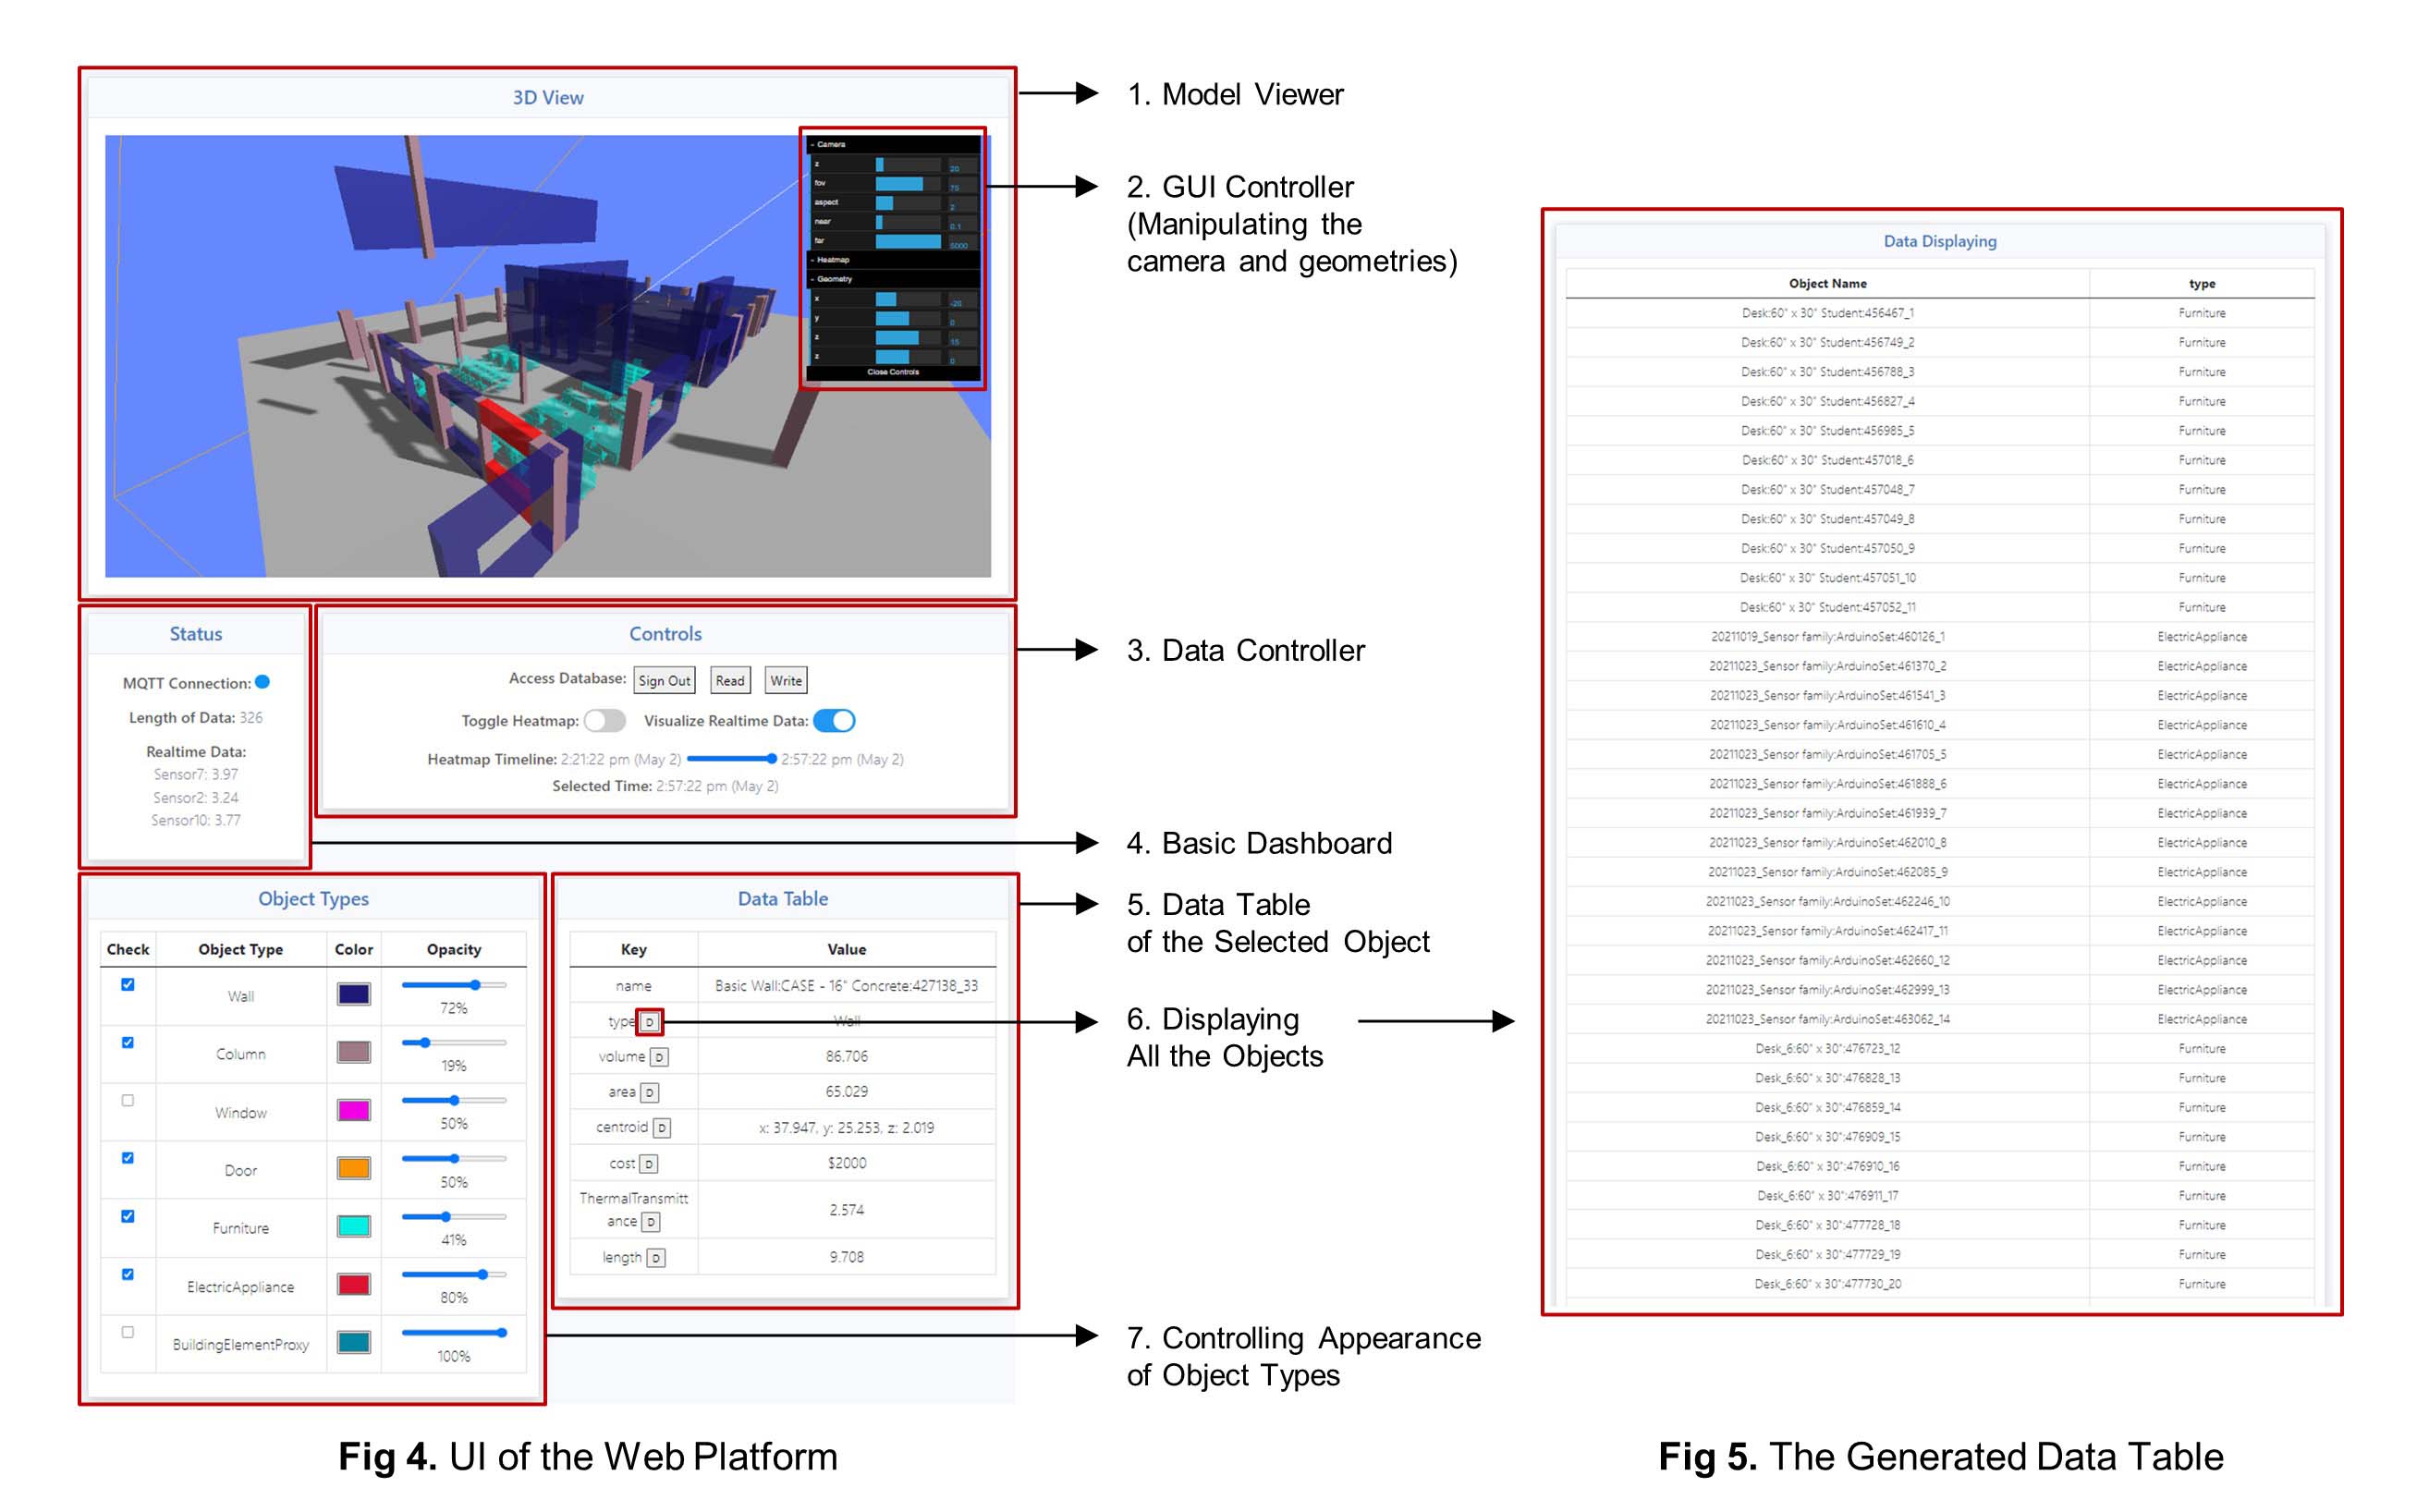 3D View
- Camera
z 20
fov 75
aspect 2
near 0.1
far 5000
- Heatmap
- Geometry
x -20
y 0
z 15
z 0
Close Controls
1. Model Viewer
2. GUI Controller
(Manipulating the
camera and geometries)
Status
MQTT Connection:
Length of Data: 326
Realtime Data:
Sensor7: 3.97
Sensor2: 3.24
Sensor10: 3.77
Controls
Access Database: Sign Out Read Write
Toggle Heatmap: Visualize Realtime Data:
Heatmap Timeline: 2:21:22 pm (May 2) 2:57:22 pm (May 2)
Selected Time: 2:57:22 pm (May 2)
3. Data Controller
4. Basic Dashboard
Object Types
Check Object Type Color Opacity
Wall 72%
Column 19%
Window 50%
Door 50%
Furniture 41%
ElectricAppliance 80%
BuildingElementProxy 100%
Data Table
Key Value
name Basic Wall:CASE - 16" Concrete:427138_33
type D Wall
volume D 86.706
area D 65.029
centroid D x: 37.947, y: 25.253, z: 2.019
cost D $2000
ThermalTransmitt
ance D 2.574
length D 9.708
5. Data Table
of the Selected Object
6. Displaying
All the Objects
7. Controlling Appearance
of Object Types
Fig 4. UI of the Web Platform
Data Displaying
Object Name type
Desk:60" x 30" Student:456467_1 Furniture
Desk:60" x 30" Student:456749_2 Furniture
Desk:60" x 30" Student:456788_3 Furniture
Desk:60" x 30" Student:456827_4 Furniture
Desk:60" x 30" Student:456985_5 Furniture
Desk:60" x 30" Student:457018_6 Furniture
Desk:60" x 30" Student:457048_7 Furniture
Desk:60" x 30" Student:457049_8 Furniture
Desk:60" x 30" Student:457050_9 Furniture
Desk:60" x 30" Student:457051_10 Furniture
Desk:60" x 30" Student:457052_11 Furniture
20211019_Sensor family:ArduinoSet:460126_1 ElectricAppliance
20211023_Sensor family:ArduinoSet:461370_2 ElectricAppliance
20211023_Sensor family:ArduinoSet:461541_3 ElectricAppliance
20211023_Sensor family:ArduinoSet:461610_4 ElectricAppliance
20211023_Sensor family:ArduinoSet:461705_5 ElectricAppliance
20211023_Sensor family:ArduinoSet:461888_6 ElectricAppliance
20211023_Sensor family:ArduinoSet:461939_7 ElectricAppliance
20211023_Sensor family:ArduinoSet:462010_8 ElectricAppliance
20211023_Sensor family:ArduinoSet:462085_9 ElectricAppliance
20211023_Sensor family:ArduinoSet:462246_10 ElectricAppliance
20211023_Sensor family:ArduinoSet:462417_11 ElectricAppliance
20211023_Sensor family:ArduinoSet:462660_12 ElectricAppliance
20211023_Sensor family:ArduinoSet:462999_13 ElectricAppliance
20211023_Sensor family:ArduinoSet:463062_14 ElectricAppliance
Desk_6:60" x 30":476723_12 Furniture
Desk_6:60" x 30":476828_13 Furniture
Desk_6:60" x 30":476859_14 Furniture
Desk_6:60" x 30":476909_15 Furniture
Desk_6:60" x 30":476910_16 Furniture
Desk_6:60" x 30":476911_17 Furniture
Desk_6:60" x 30":477728_18 Furniture
Desk_6:60" x 30":477729_19 Furniture
Desk_6:60" x 30":477730_20 Furniture
Fig 5. The Generated Data Table